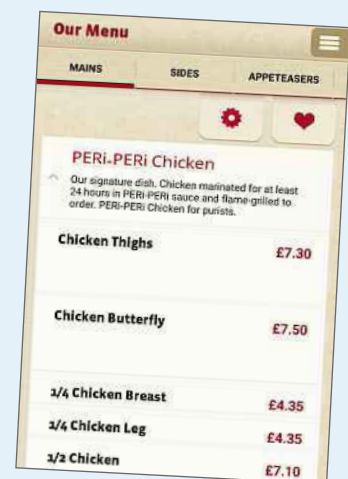 Our Menu
MAINS SIDES APPETEASERS
PERi-PERi Chicken
Our signature dish. Chicken marinated for at least
24 hours in PERi-PERi sauce and flame-grilled to
order. PERi-PERi Chicken for purists.
Chicken Thighs £7.30
Chicken Butterfly £7.50
1/4 Chicken Breast £4.35
1/4 Chicken Leg £4.35
1/2 Chicken £7.10